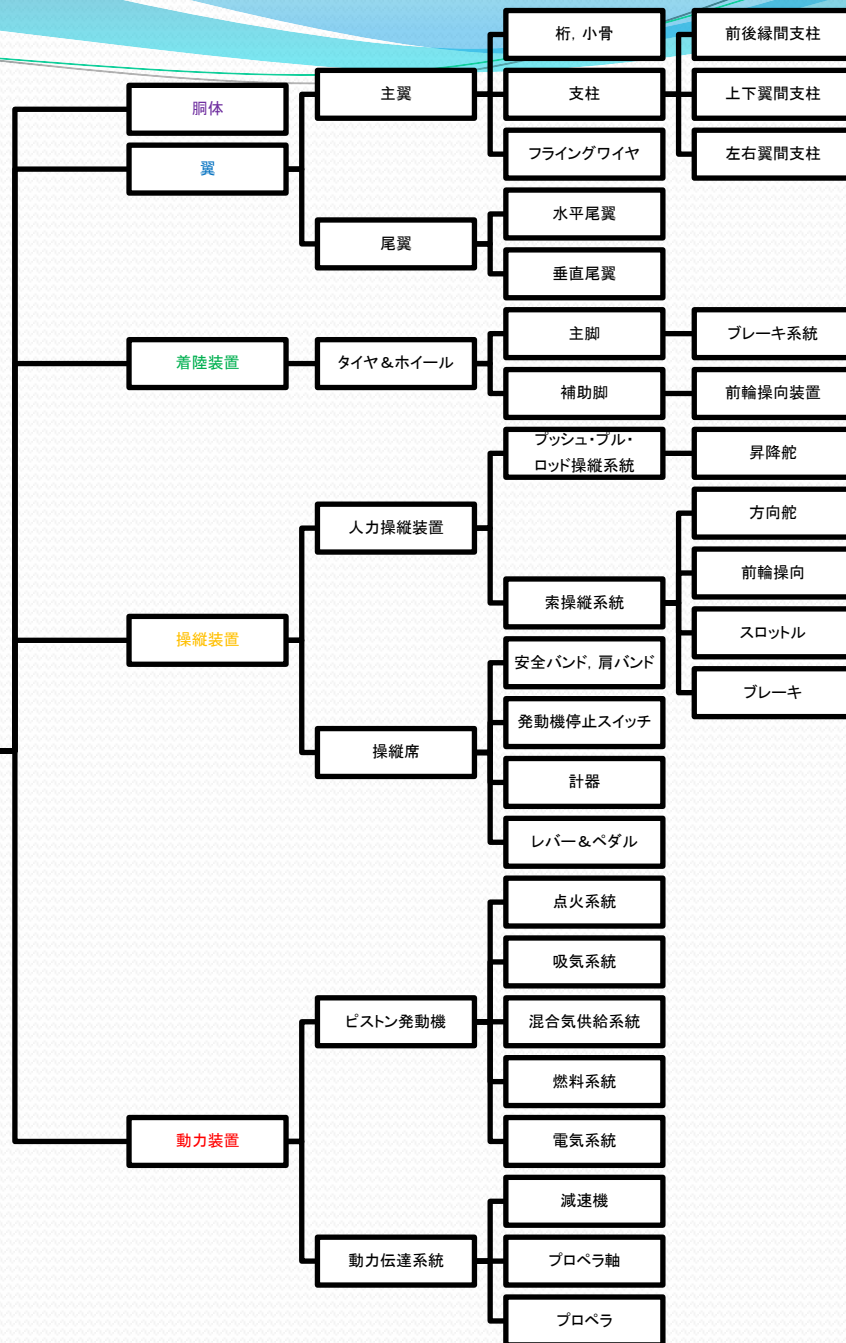 胴体
翼
主翼
桁, 小骨
支柱
前後縁間支柱
上下翼間支柱
左右翼間支柱
フライングワイヤ
尾翼
水平尾翼
垂直尾翼
着陸装置
タイヤ＆ホイール
主脚
ブレーキ系統
補助脚
前輪操向装置
操縦装置
人力操縦装置
プッシュ・プル・
ロッド操縦系統
昇降舵
索操縦系統
方向舵
前輪操向
スロットル
ブレーキ
操縦席
安全バンド, 肩バンド
発動機停止スイッチ
計器
レバー＆ペダル
動力装置
ピストン発動機
点火系統
吸気系統
混合気供給系統
燃料系統
電気系統
動力伝達系統
減速機
プロペラ軸
プロペラ